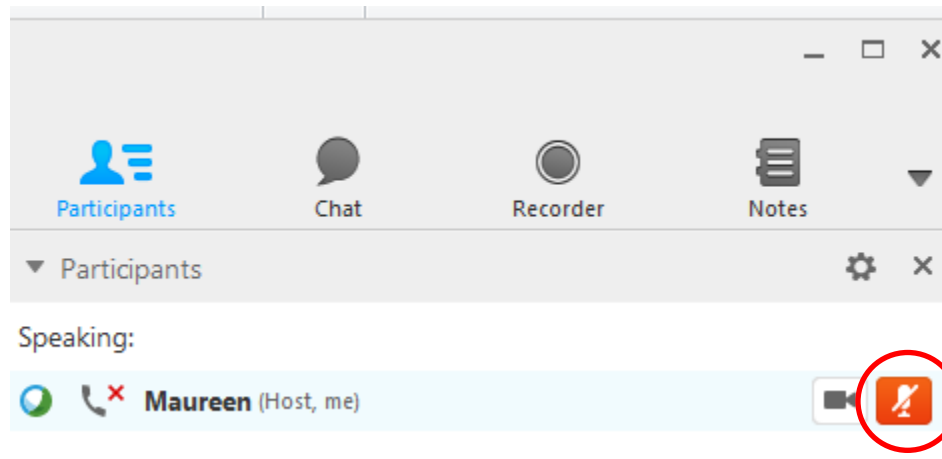 Participants Chat Recorder Notes
Participants
Speaking:
Maureen (Host, me)